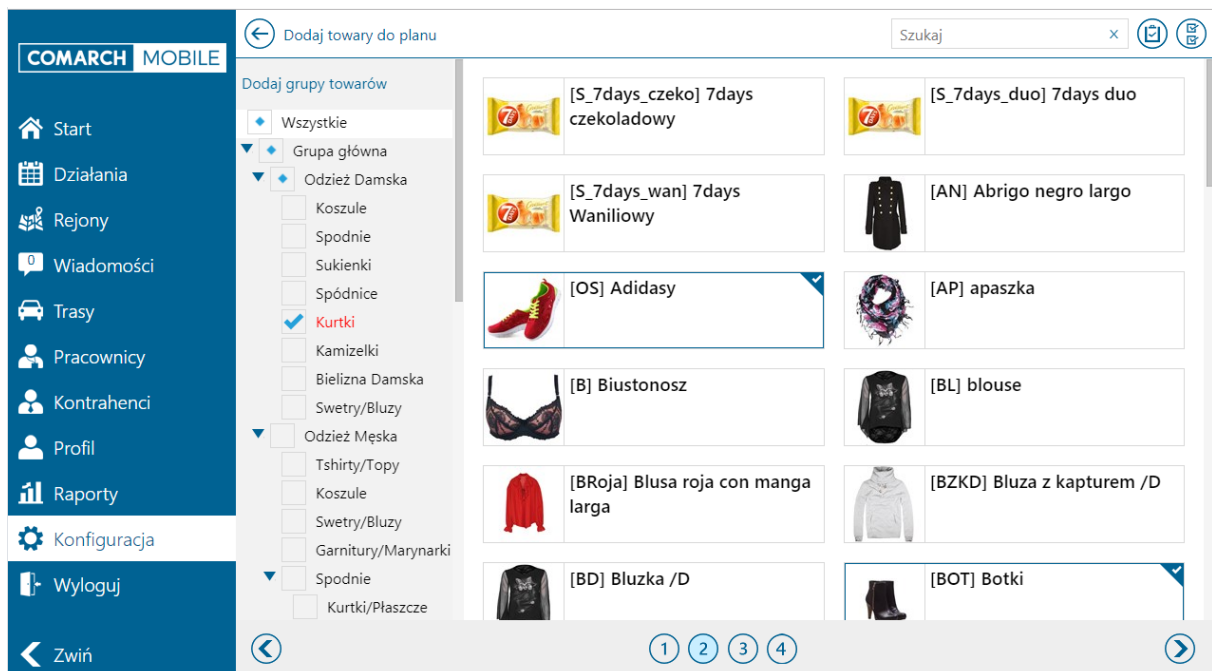 COMARCH MOBILE
Start
Działania
Rejony
0
Wiadomości
Trasy
Pracownicy
Kontrahenci
Profil
Raporty
Konfiguracja
Wyloguj
Zwiń
Dodaj towary do planu
Szukaj
x
Dodaj grupy towarów
Wszystkie
Grupa główna
Odzież Damska
Koszule
Spodnie
Sukienki
Spódnice
Kurtki
Kamizelki
Bielizna Damska
Swetry/Bluzy
Odzież Męska
Tshirty/Topy
Koszule
Swetry/Bluzy
Garnitury/Marynarki
Spodnie
Kurtki/Płaszcze
[S_7days_czeko] 7days
czekoladowy
[S_7days_duo] 7days duo
[S_7days_wan] 7days
Waniliowy
[AN] Abrigo negro largo
[OS] Adidasy
[AP] apaszka
[B] Biustonosz
[BL] blouse
[BRoja] Blusa roja con manga
larga
[BZKD] Bluza z kapturem /D
[BD] Bluzka /D
[BOT] Botki
1 2 3 4